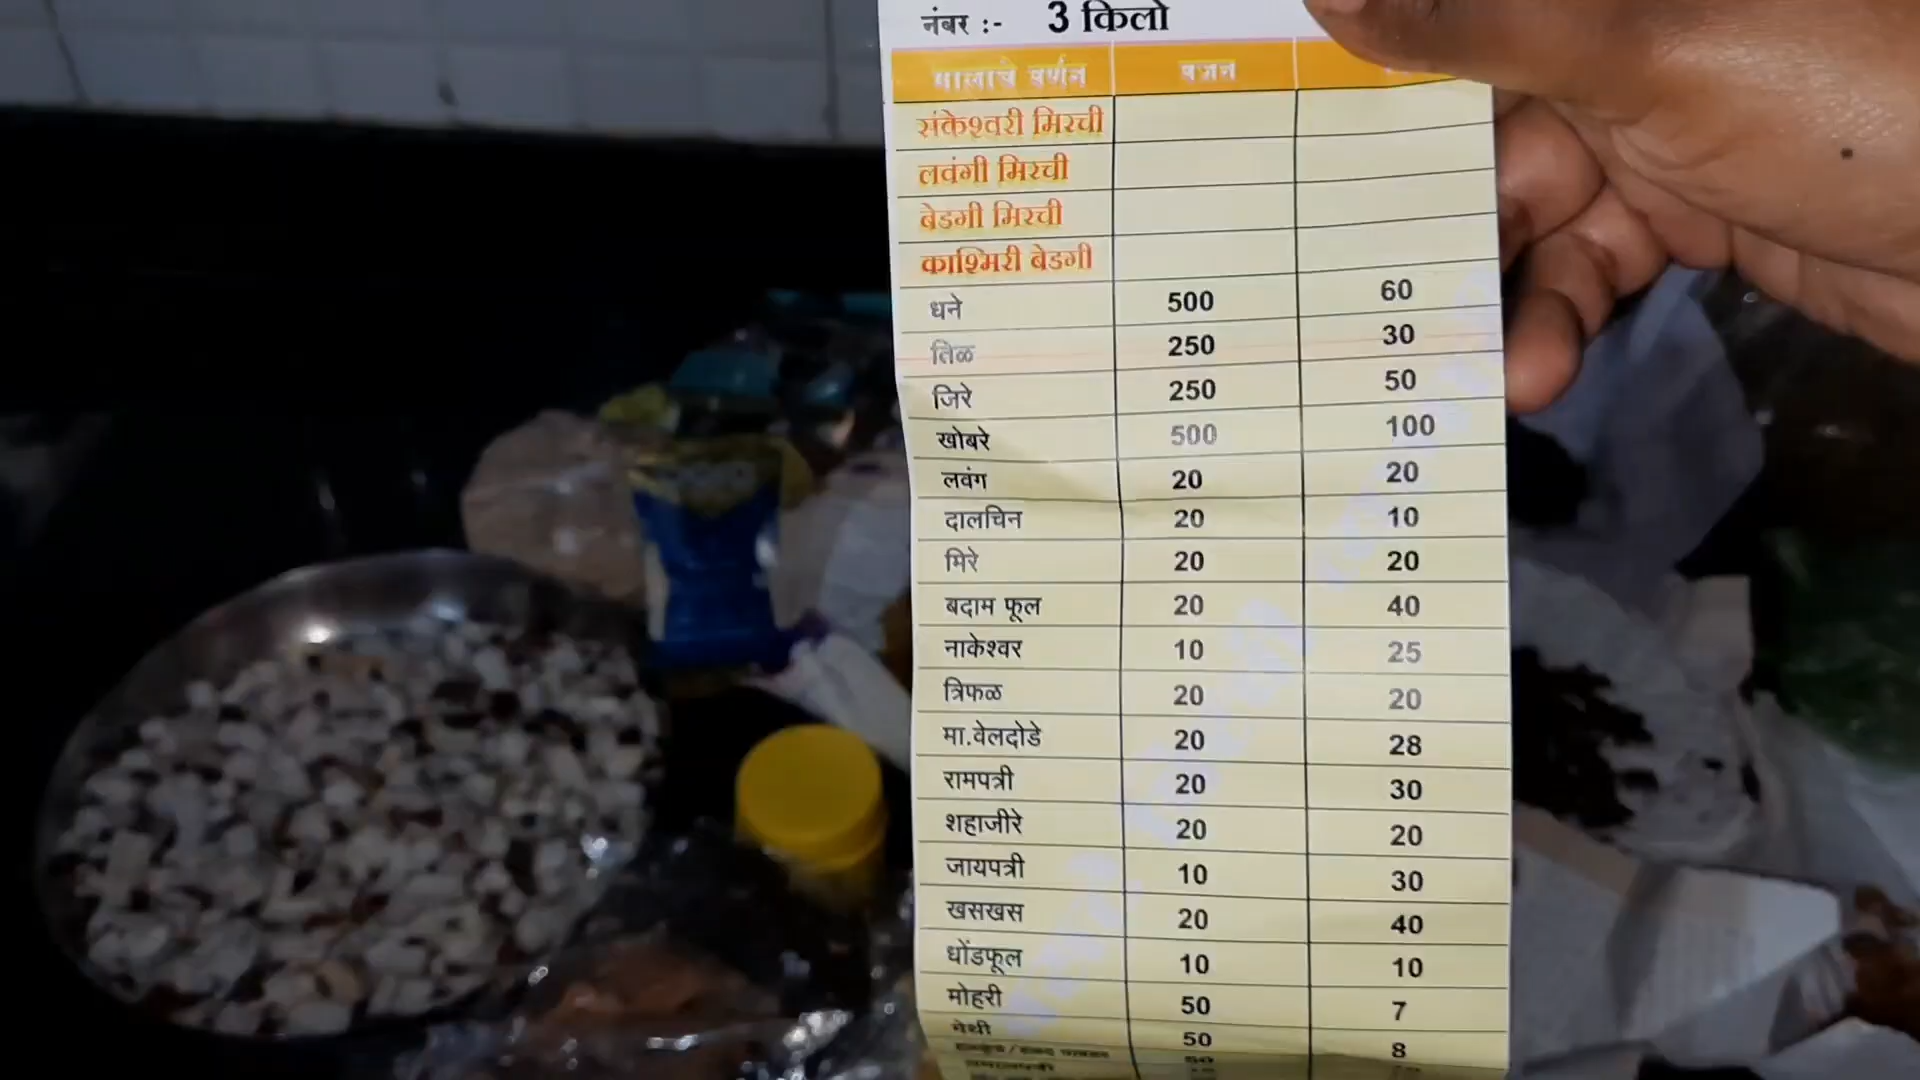 नंबर :- 3 किलो
मालाचे वर्णन वजन
संकेश्वरी मिरची
लवंगी मिरची
बेडगी मिरची
काश्मिरी बेडगी
धने 500 60
तिळ 250 30
जिरे 250 50
खोबरे 500 100
लवंग 20 20
दालचिन 20 10
मिरे 20 20
बदाम फूल 20 40
नाकेश्वर 10 25
त्रिफळ 20 20
मा.वेलदोडे 20 28
रामपत्री 20 30
शहाजीरे 20 20
जायपत्री 10 30
खसखस 20 40
धोंडफूल 10 10
मोहरी 50 7
मेथी 50 8